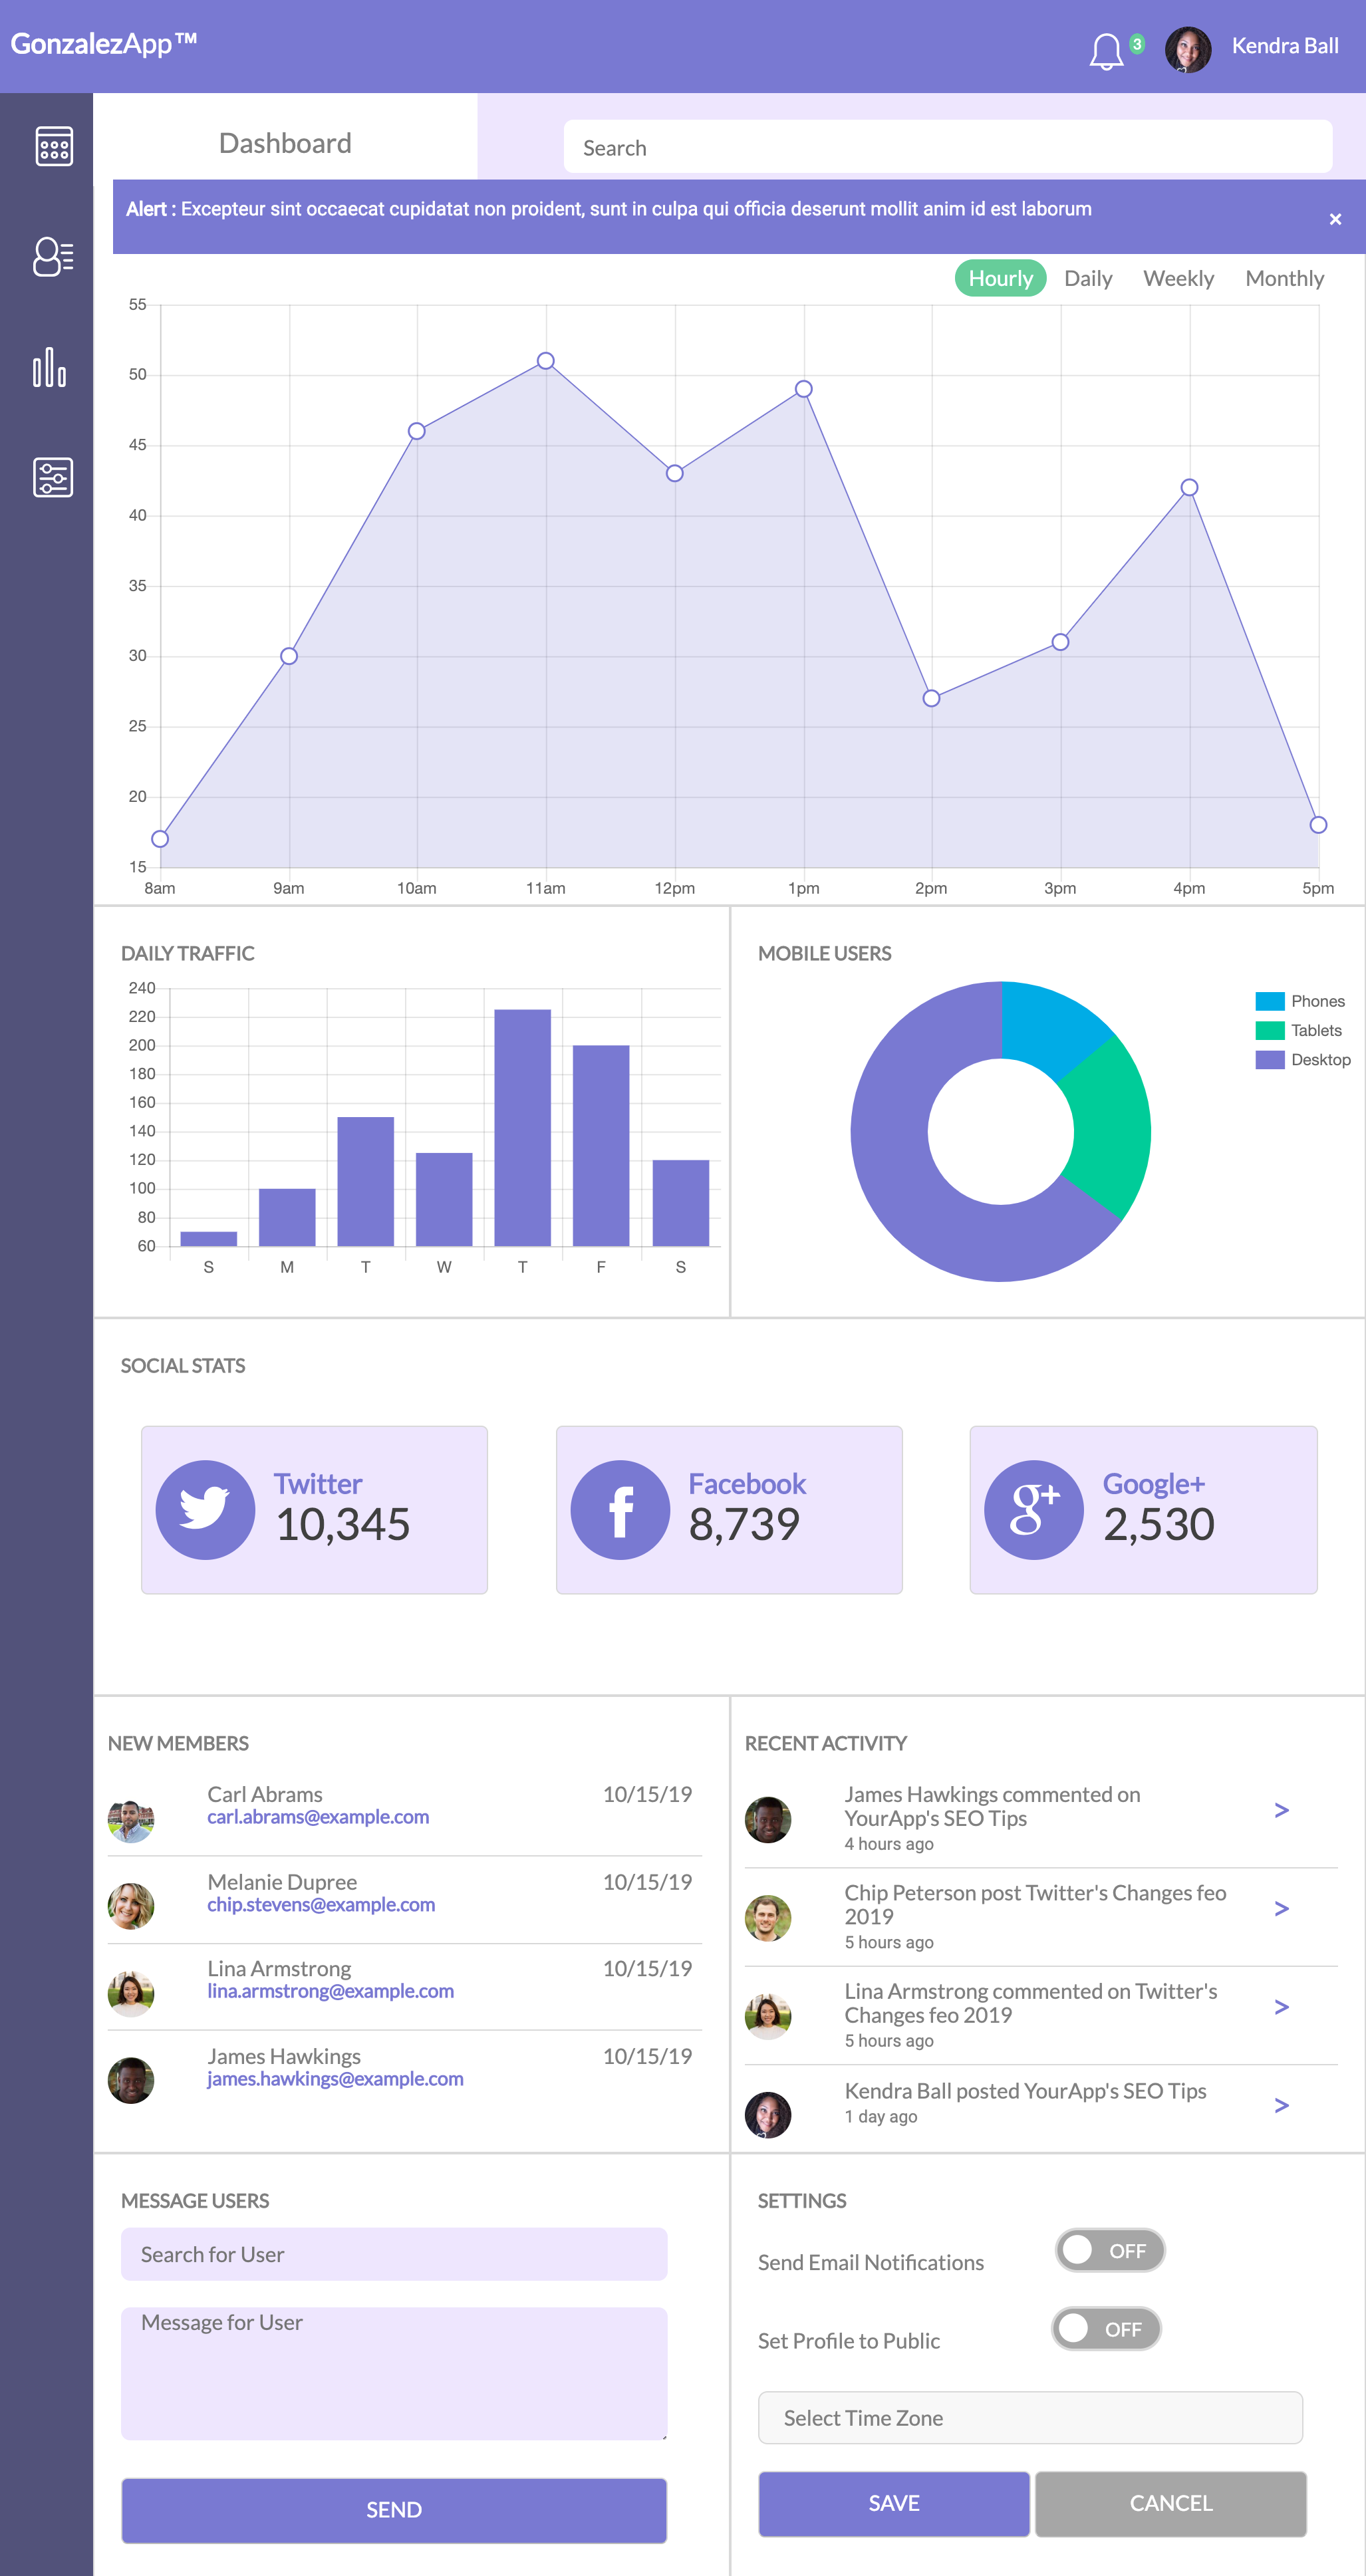 GonzalezApp™
3
Kendra Ball
Dashboard
Search
Alert : Excepteur sint occaecat cupidatat non proident, sunt in culpa qui officia deserunt mollit anim id est laborum
×
Hourly Daily Weekly Monthly
55
50
45
40
35
30
25
20
15
8am 9am 10am 11am 12pm 1pm 2pm 3pm 4pm 5pm
DAILY TRAFFIC
240
220
200
180
160
140
120
100
80
60
S M T W T F S
MOBILE USERS
Phones
Tablets
Desktop
SOCIAL STATS
Twitter
10,345
Facebook
8,739
Google+
2,530
NEW MEMBERS
Carl Abrams 10/15/19
carl.abrams@example.com
Melanie Dupree 10/15/19
chip.stevens@example.com
Lina Armstrong 10/15/19
lina.armstrong@example.com
James Hawkings 10/15/19
james.hawkings@example.com
RECENT ACTIVITY
James Hawkings commented on
YourApp's SEO Tips
4 hours ago
>
Chip Peterson post Twitter's Changes feo
2019
5 hours ago
>
Lina Armstrong commented on Twitter's
Changes feo 2019
5 hours ago
>
Kendra Ball posted YourApp's SEO Tips
1 day ago
>
MESSAGE USERS
Search for User
Message for User
SEND
SETTINGS
Send Email Notifications OFF
Set Profile to Public OFF
Select Time Zone
SAVE CANCEL